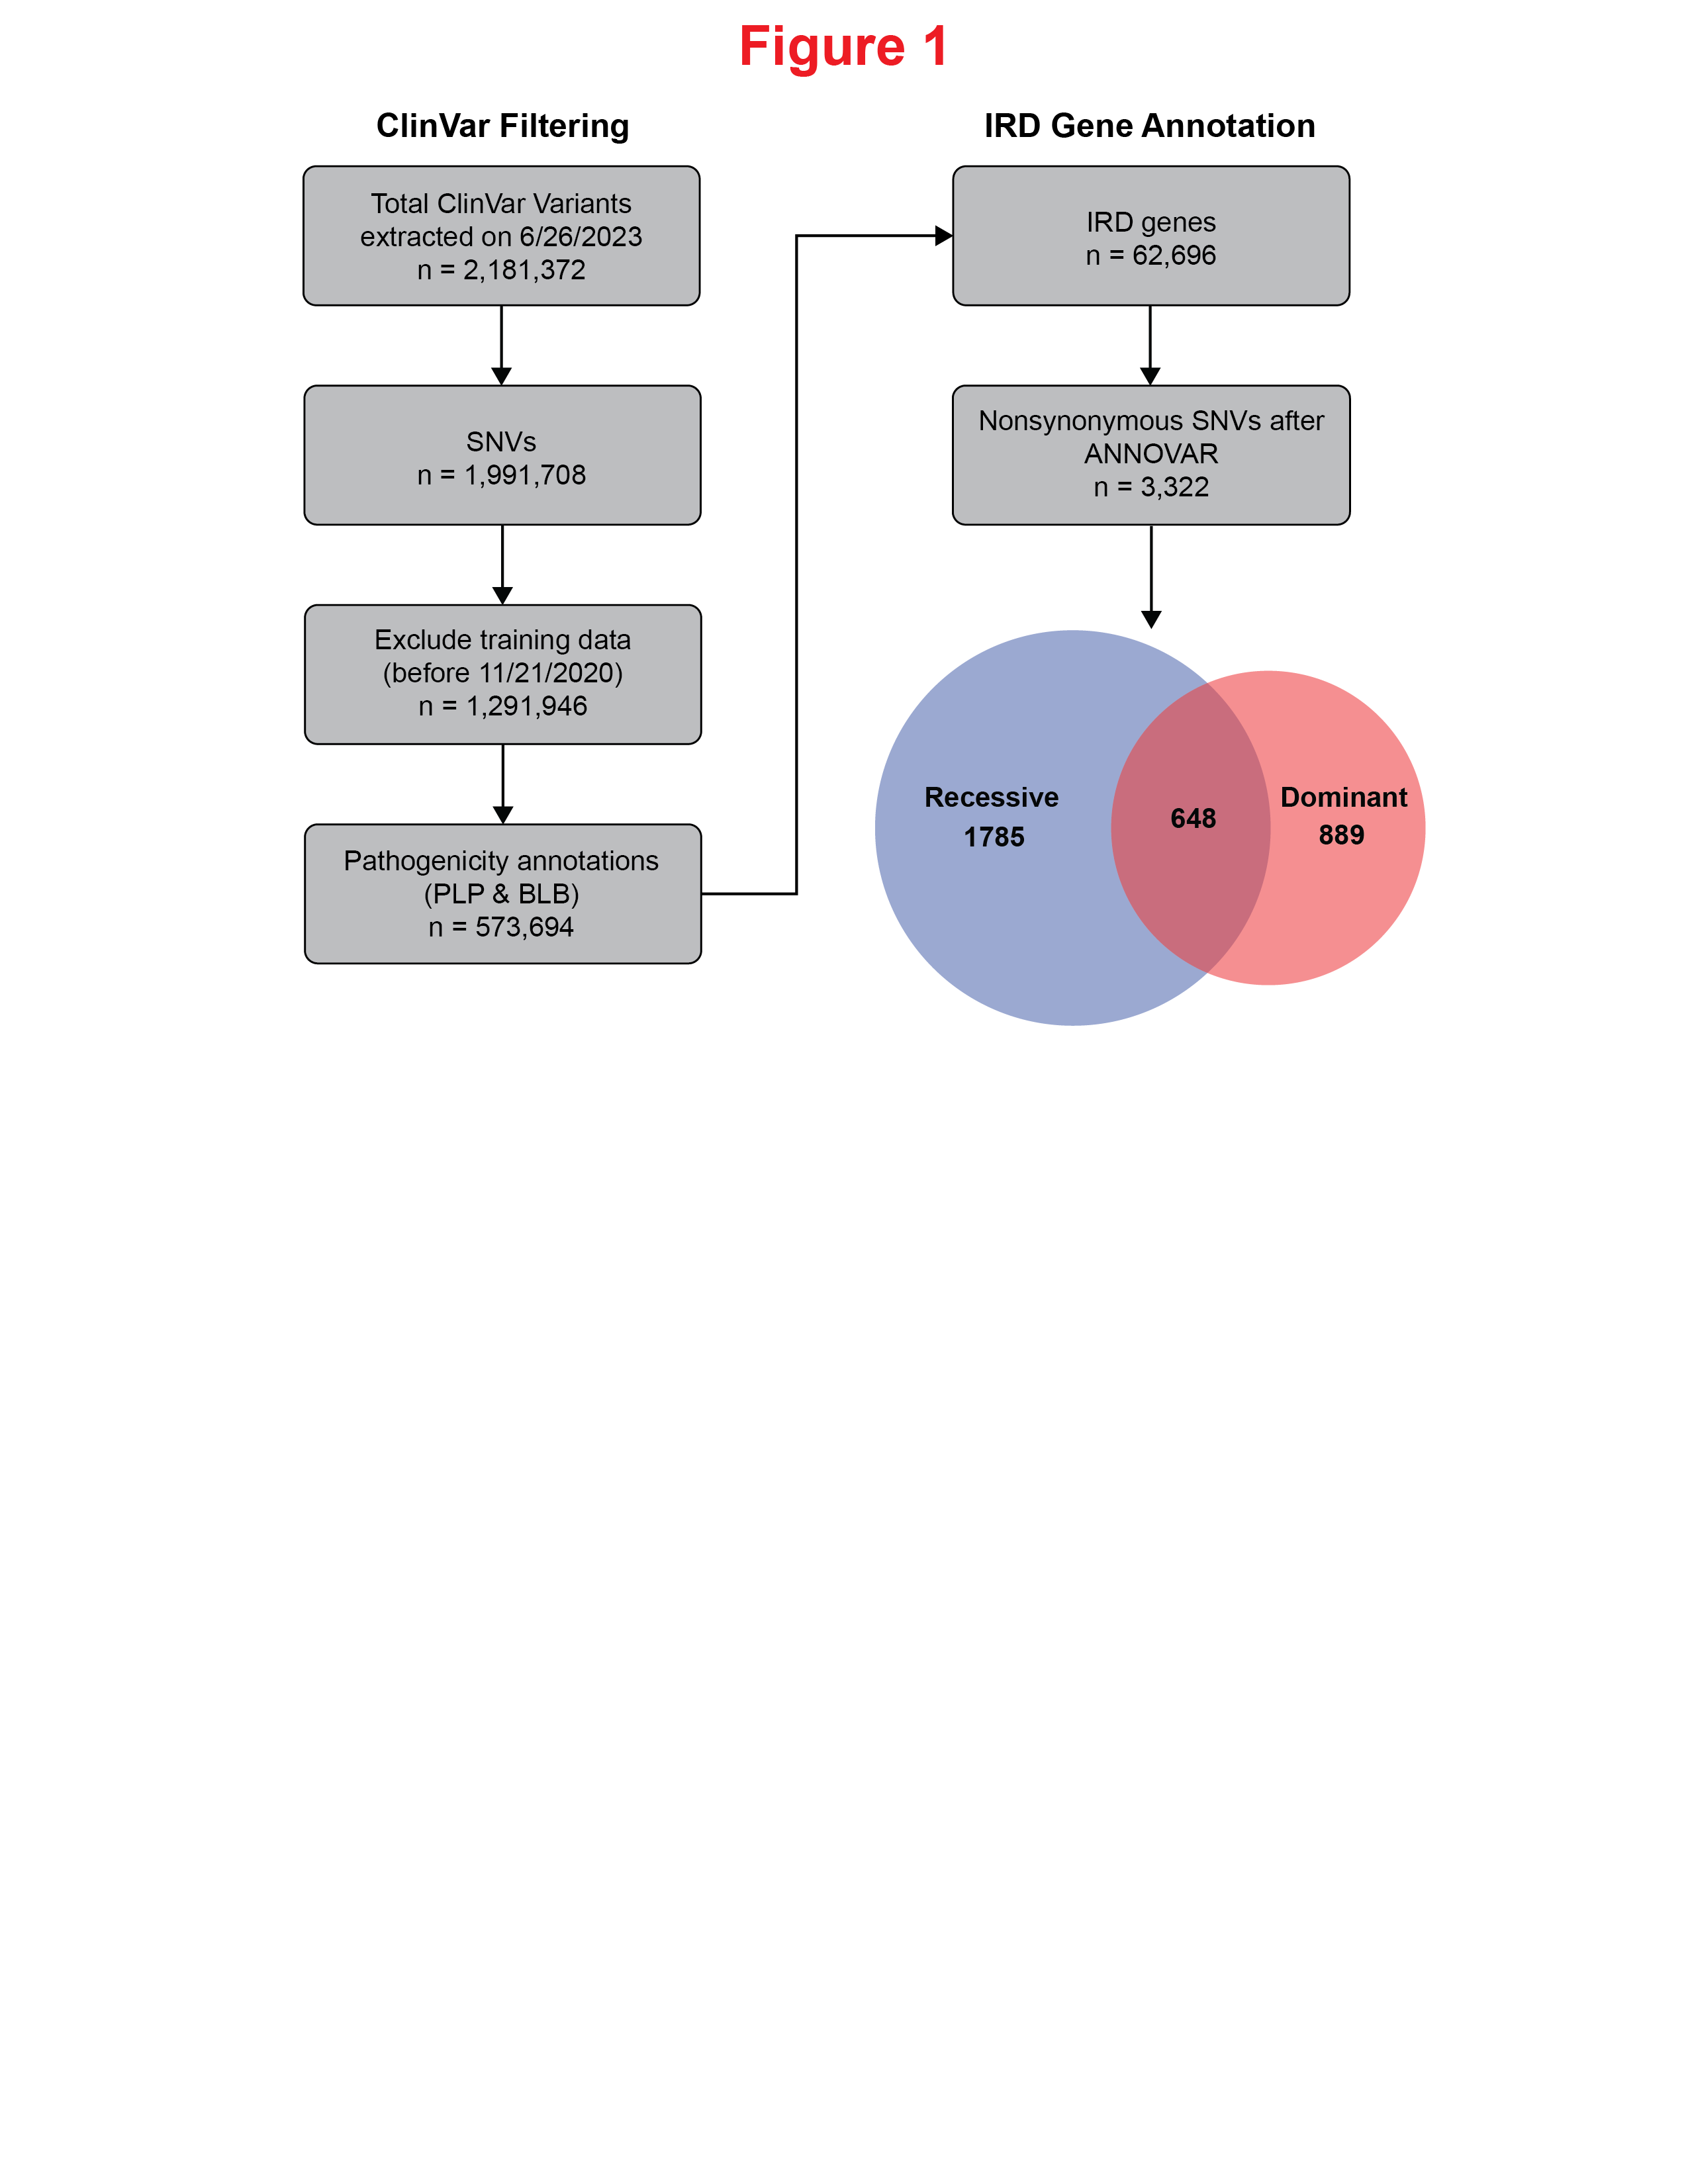 Figure 1
ClinVar Filtering
Total ClinVar Variants
extracted on 6/26/2023
n = 2,181,372
SNVs
n = 1,991,708
Exclude training data
(before 11/21/2020)
n = 1,291,946
Pathogenicity annotations
(PLP & BLB)
n = 573,694
IRD Gene Annotation
IRD genes
n = 62,696
Nonsynonymous SNVs after
ANNOVAR
n = 3,322
Recessive
1785
648
Dominant
889